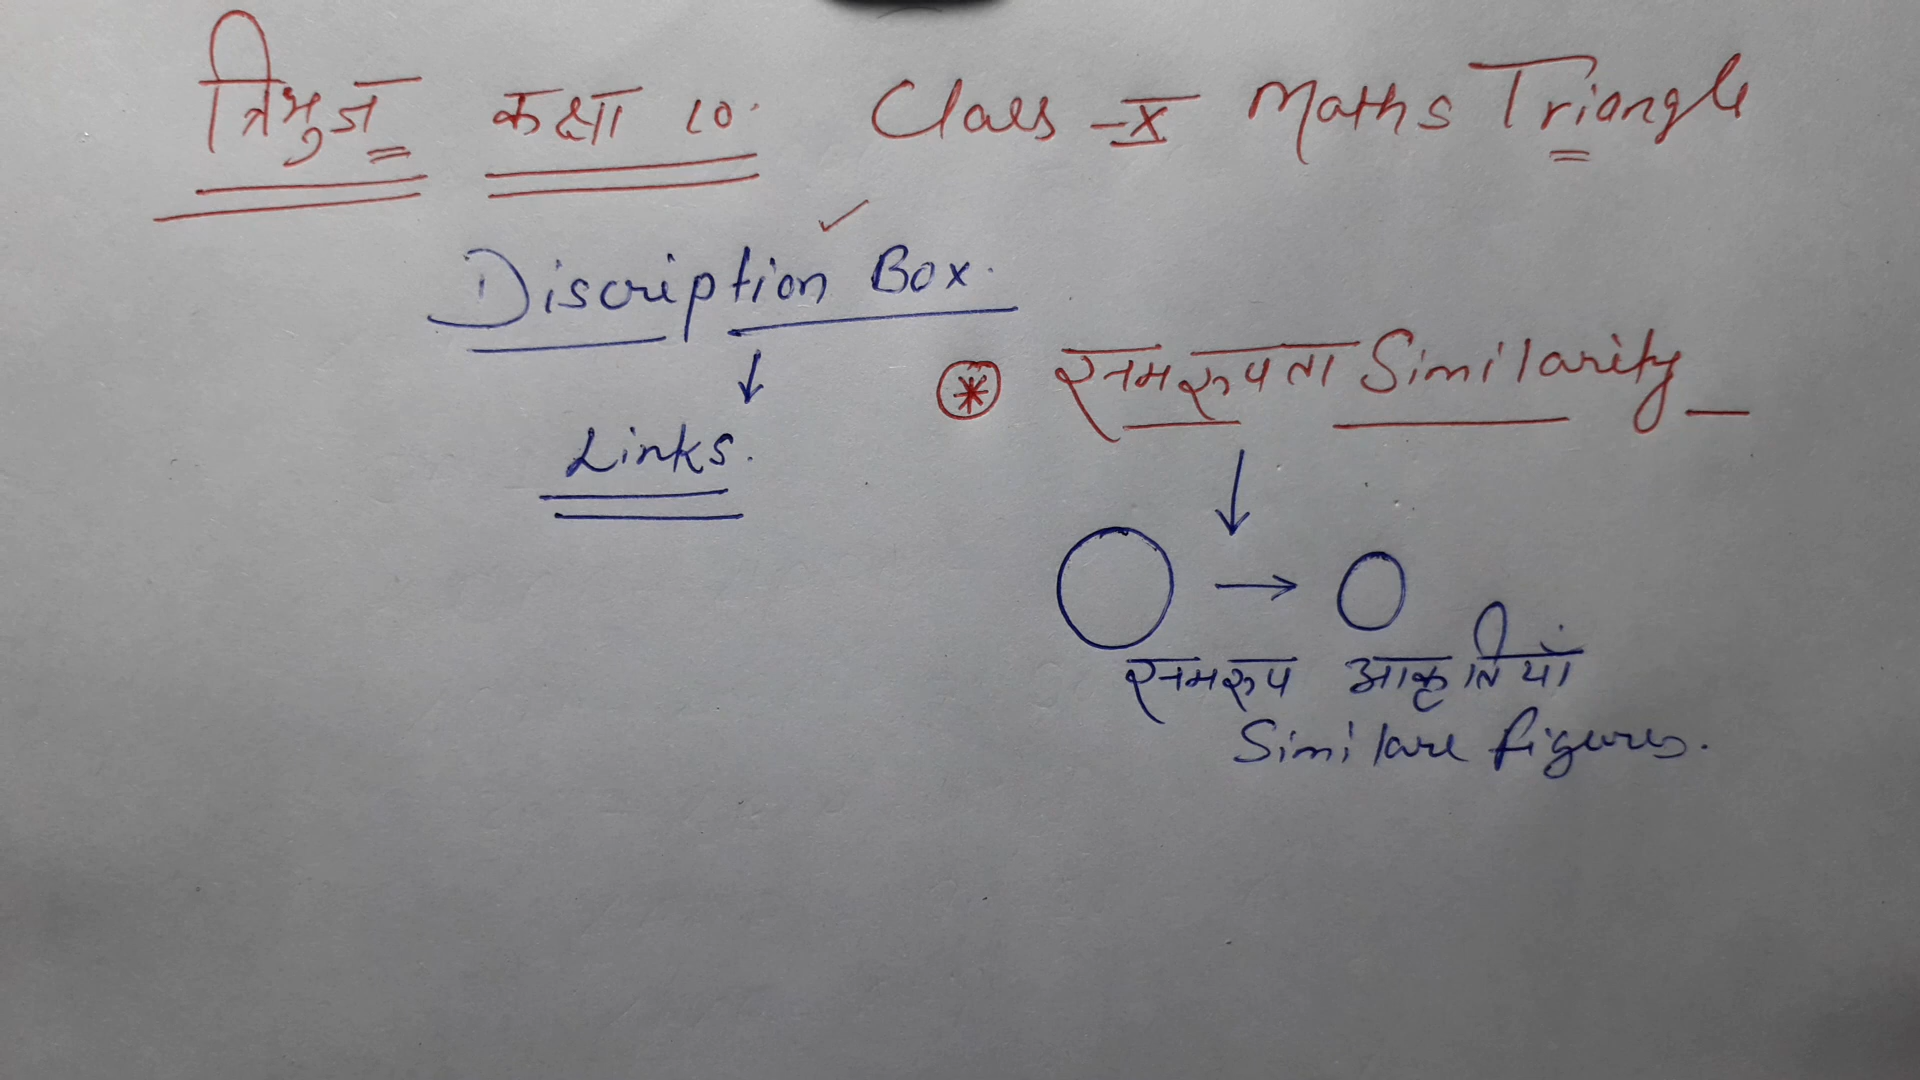 त्रिभुज कक्षा 10. Class -X Maths Triangle
Discription Box.
Links.
समरूपता Similarity
समरूप आकृतियाँ
Similare figures.